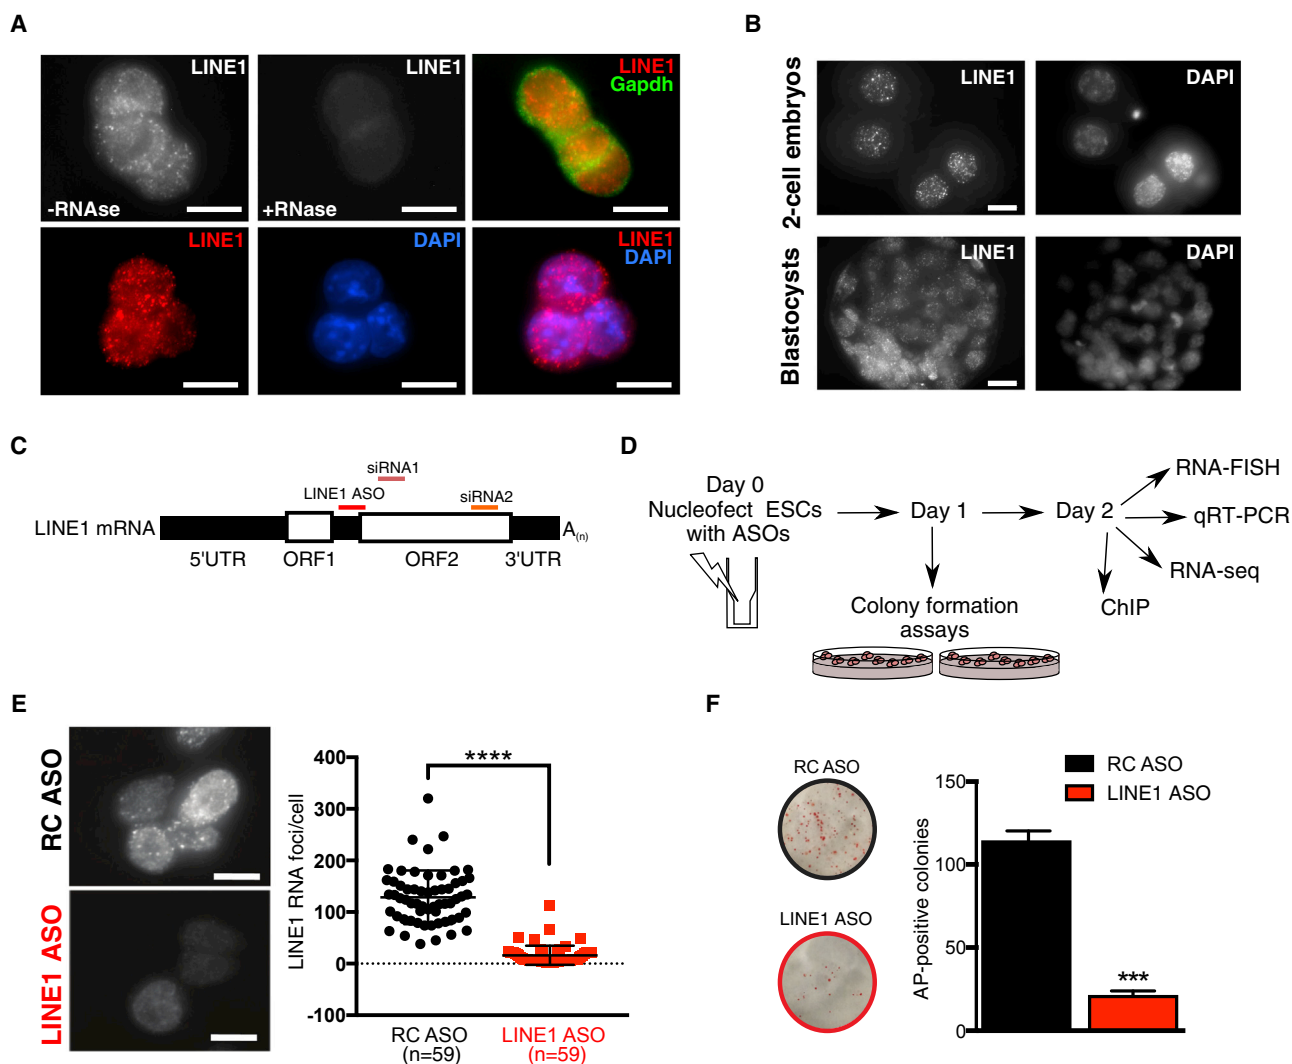 A
LINE1
-RNAse
LINE1
+RNase
LINE1
Gapdh
LINE1
DAPI
LINE1
DAPI
B
2-cell embryos
LINE1
DAPI
Blastocysts
LINE1
DAPI
C
siRNA1
LINE1 ASO
siRNA2
LINE1 mRNA
A(n)
5'UTR
ORF1
ORF2
3'UTR
D
Day 0
Nucleofect ESCs
with ASOs
Day 1
Day 2
RNA-FISH
qRT-PCR
RNA-seq
ChIP
Colony formation
assays
E
RC ASO
LINE1 ASO
LINE1 RNA foci/cell
400
300
200
100
0
-100
****
RC ASO
(n=59)
LINE1 ASO
(n=59)
F
RC ASO
LINE1 ASO
RC ASO
LINE1 ASO
AP-positive colonies
150
100
50
0
***